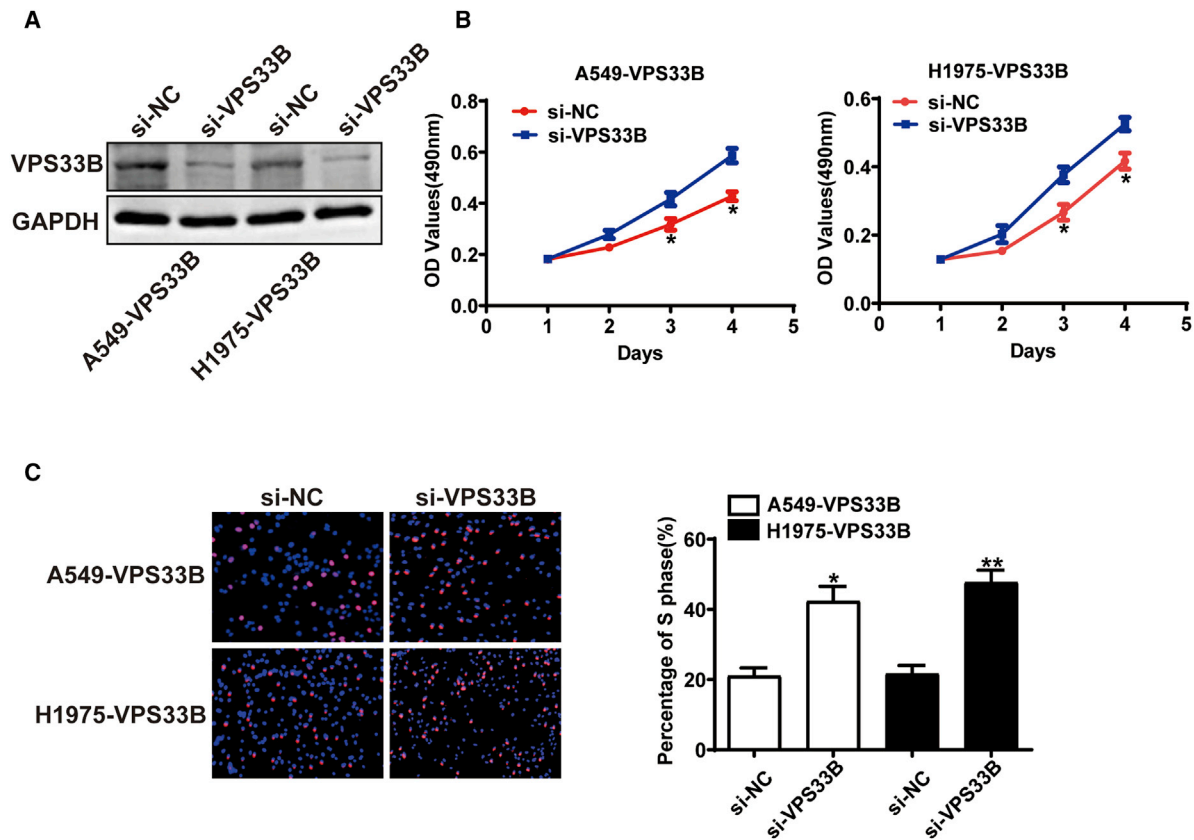 A
si-NC
si-VPS33B
si-NC
si-VPS33B
VPS33B
GAPDH
A549-VPS33B
H1975-VPS33B
B
A549-VPS33B
si-NC
si-VPS33B
OD Values(490nm)
0.8
0.6
0.4
0.2
0.0
0 1 2 3 4 5
Days
* *
H1975-VPS33B
si-NC
si-VPS33B
OD Values(490nm)
0.6
0.4
0.2
0.0
0 1 2 3 4 5
Days
* *
C
si-NC si-VPS33B
A549-VPS33B
H1975-VPS33B
A549-VPS33B
H1975-VPS33B
Percentage of S phase(%)
60
40
20
0
* **
si-NC
si-VPS33B
si-NC
si-VPS33B